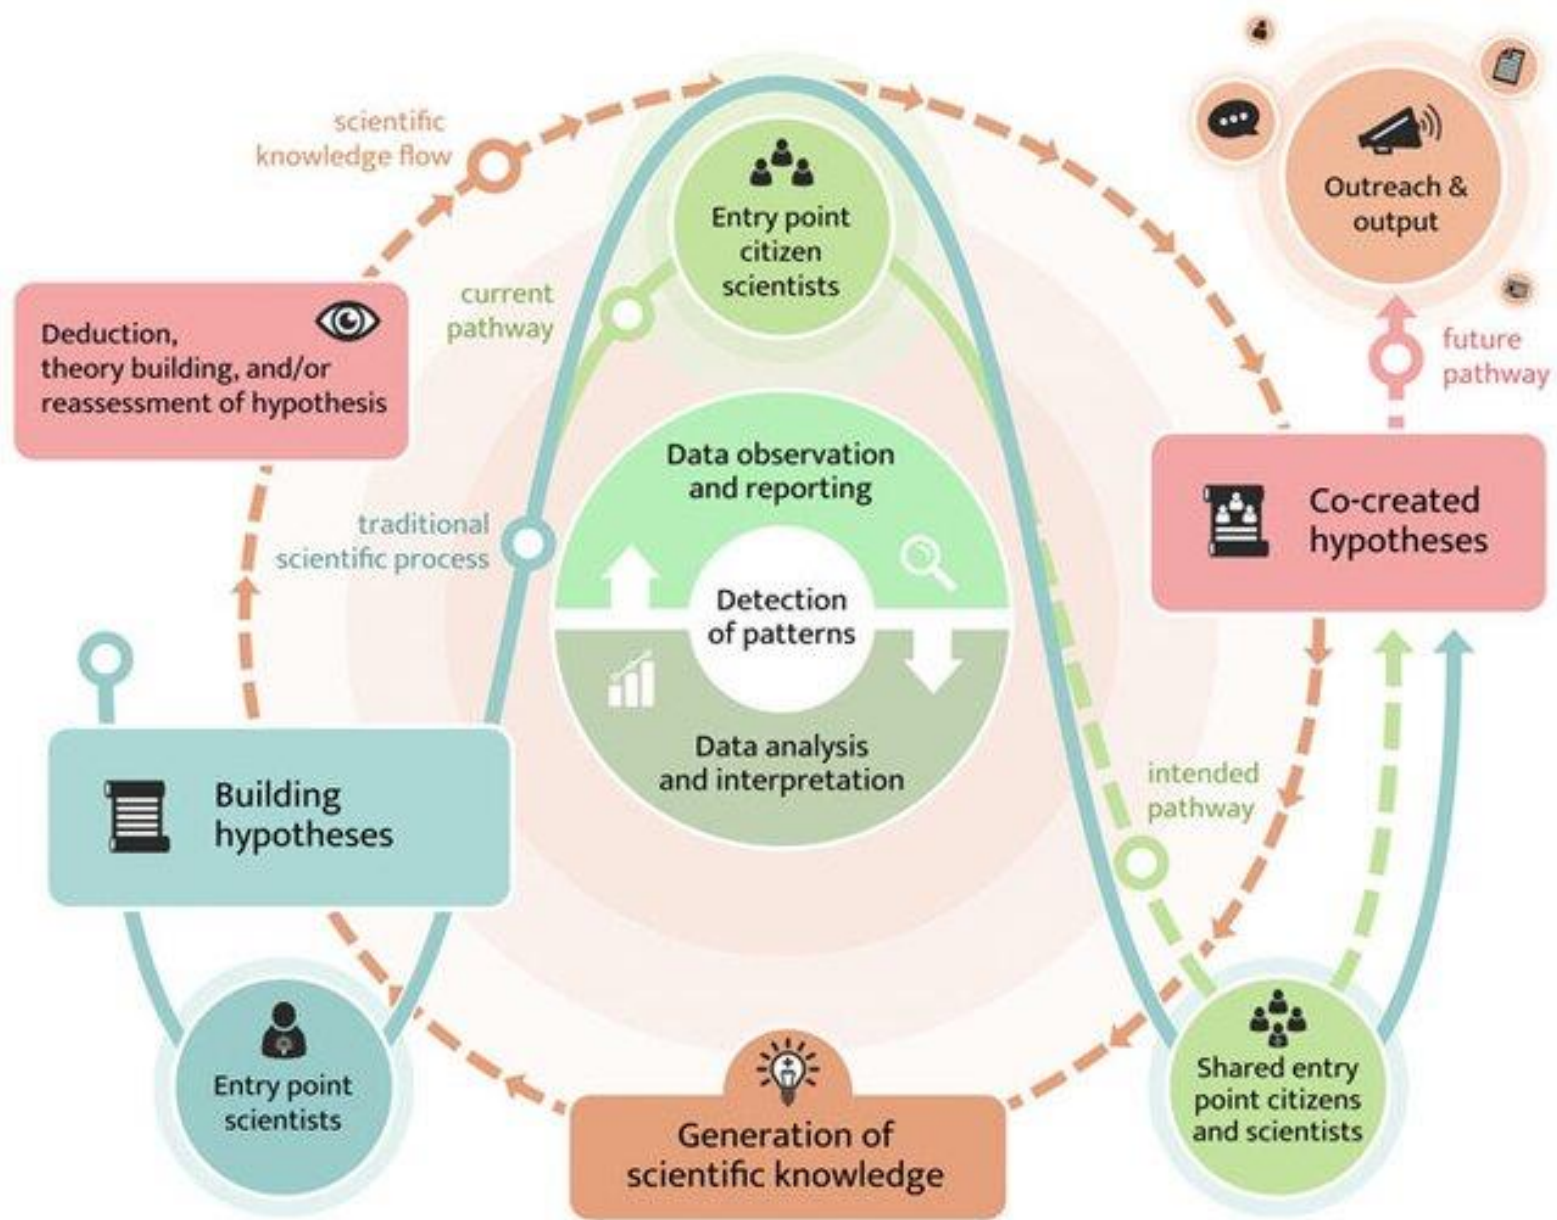 scientific
knowledge flow
Entry point
citizen
scientists
Outreach &
output
current
pathway
future
pathway
Deduction,
theory building, and/or
reassessment of hypothesis
Data observation
and reporting
Co-created
hypotheses
traditional
scientific process
Detection
of patterns
Data analysis
and interpretation
intended
pathway
Building
hypotheses
Entry point
scientists
Shared entry
point citizens
and scientists
Generation of
scientific knowledge